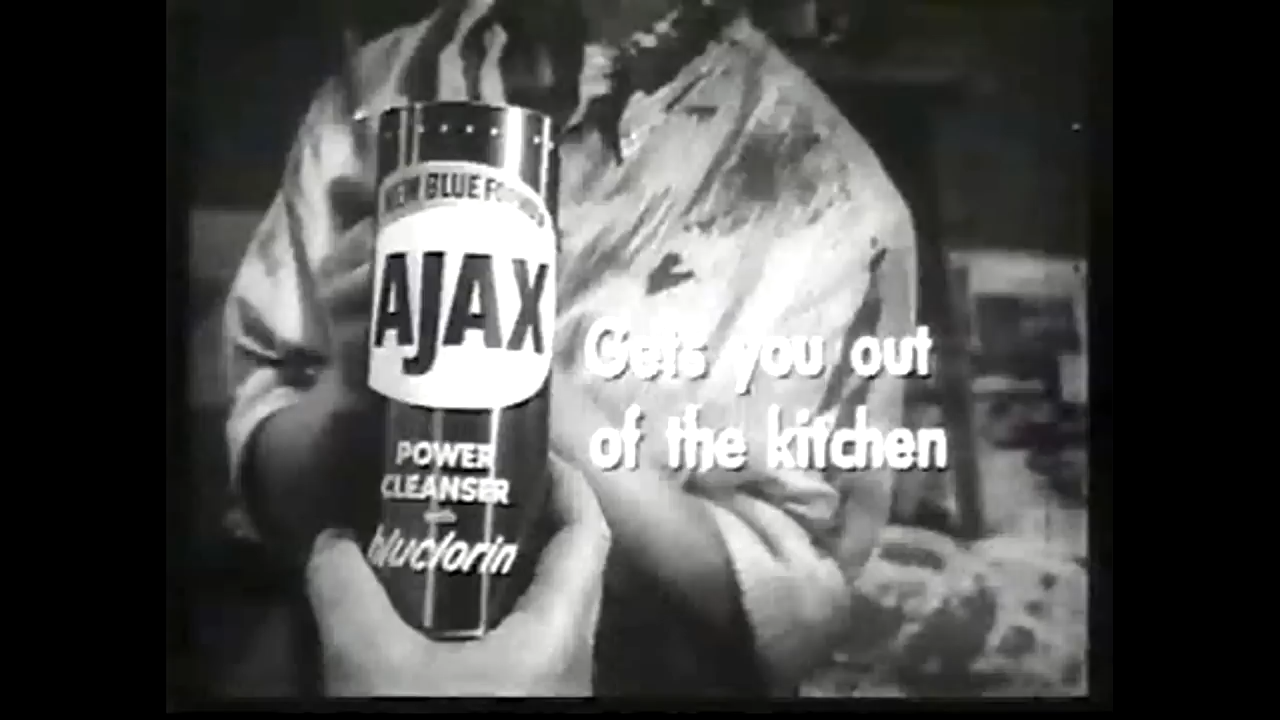 NEW BLUE
AJAX
POWER
CLEANSER
bluclorin
Gets you out
of the kitchen